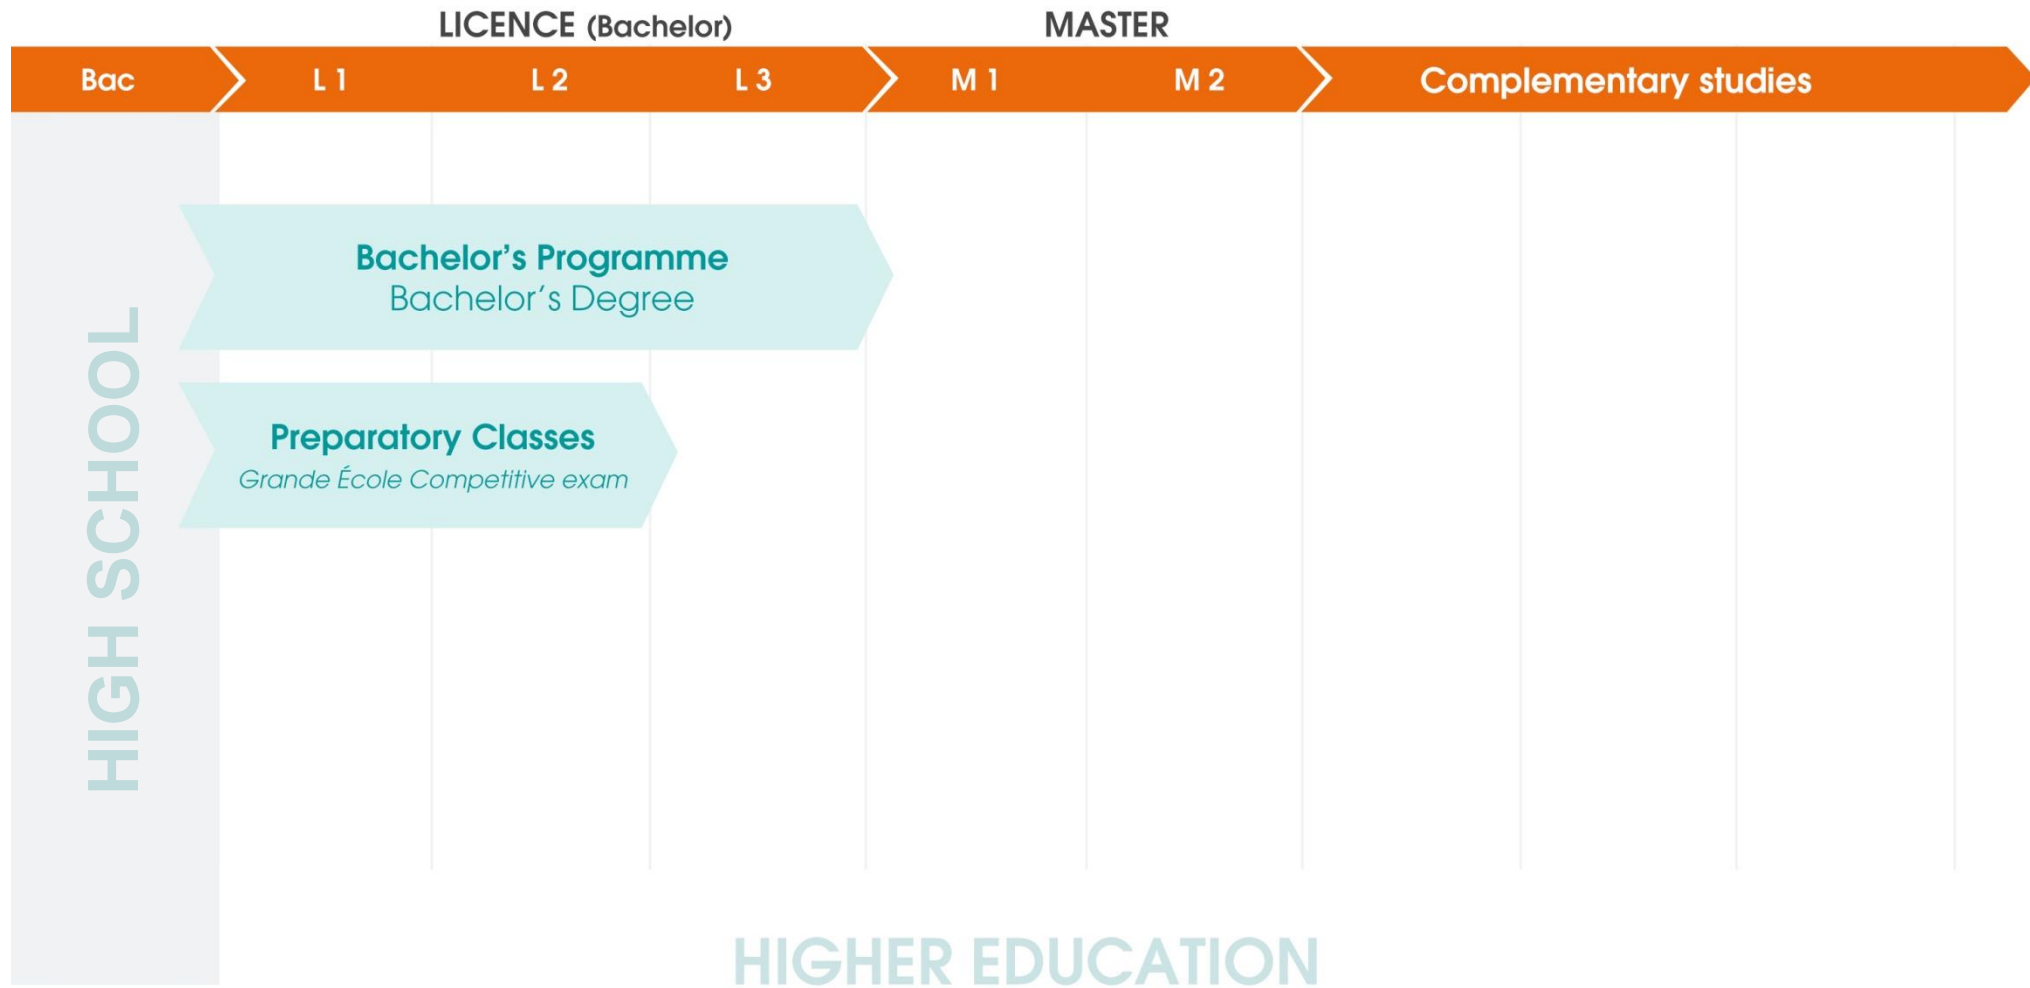 LICENCE (Bachelor)
MASTER
Bac
L 1
L 2
L 3
M 1
M 2
Complementary studies
Bachelor’s Programme
Bachelor’s Degree
Preparatory Classes
Grande École Competitive exam
HIGH SCHOOL
HIGHER EDUCATION